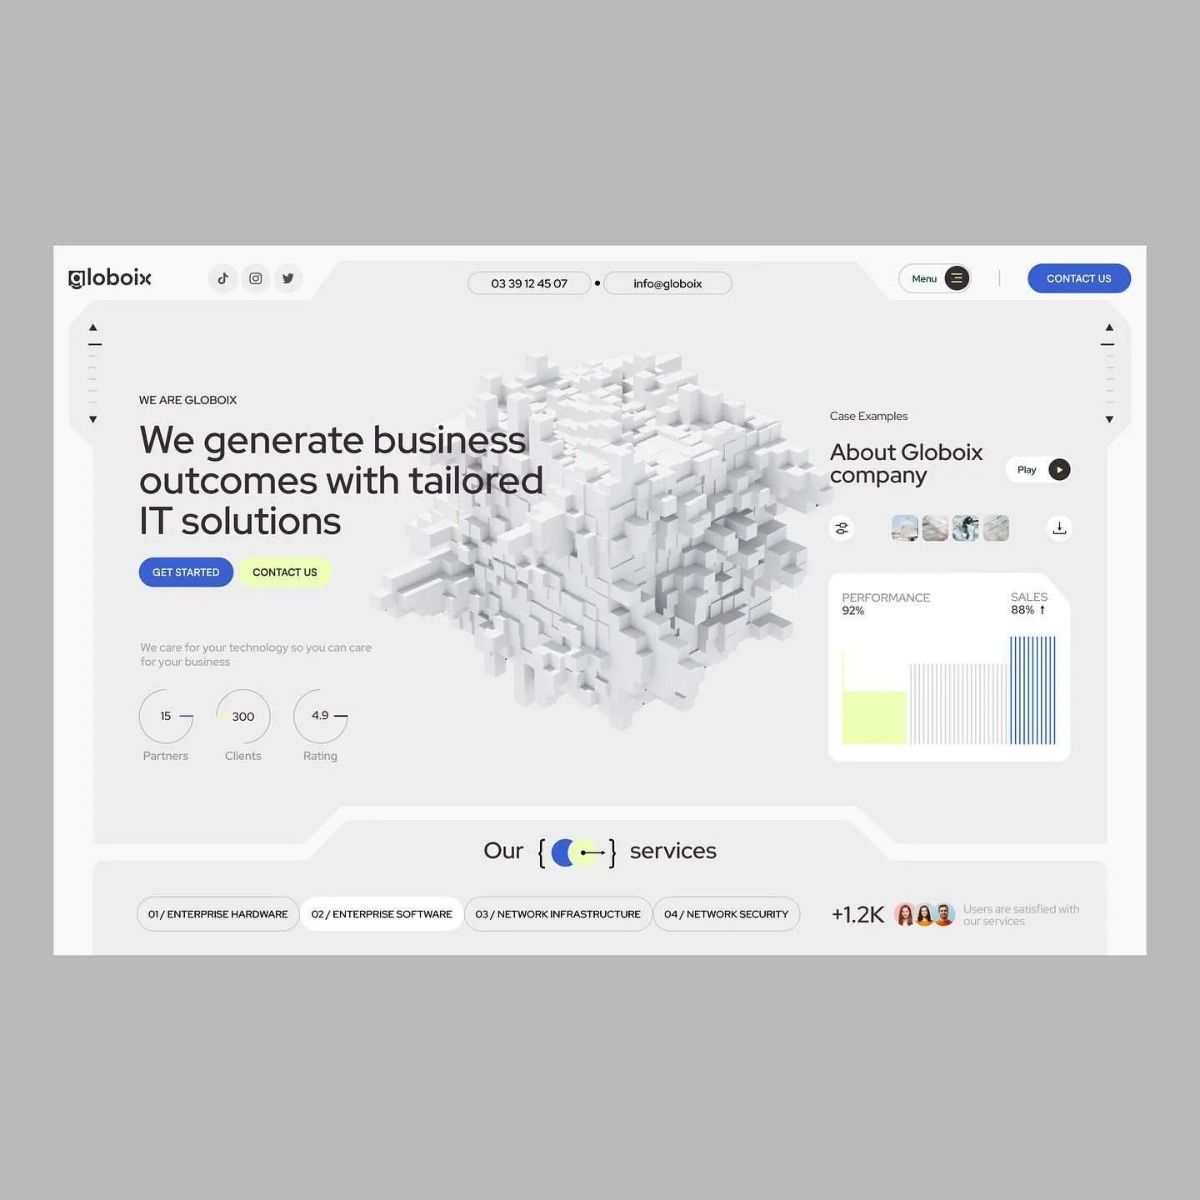 globoix
03 39 12 45 07
info@globoix
Menu
CONTACT US
WE ARE GLOBOIX
We generate business
outcomes with tailored
IT solutions
GET STARTED
CONTACT US
We care for your technology so you can care
for your business
15
Partners
300
Clients
4.9
Rating
Case Examples
About Globoix
company
Play
PERFORMANCE
92%
SALES
88% ↑
Our { } services
01 / ENTERPRISE HARDWARE
02 / ENTERPRISE SOFTWARE
03 / NETWORK INFRASTRUCTURE
04 / NETWORK SECURITY
+1.2K
Users are satisfied with
our services